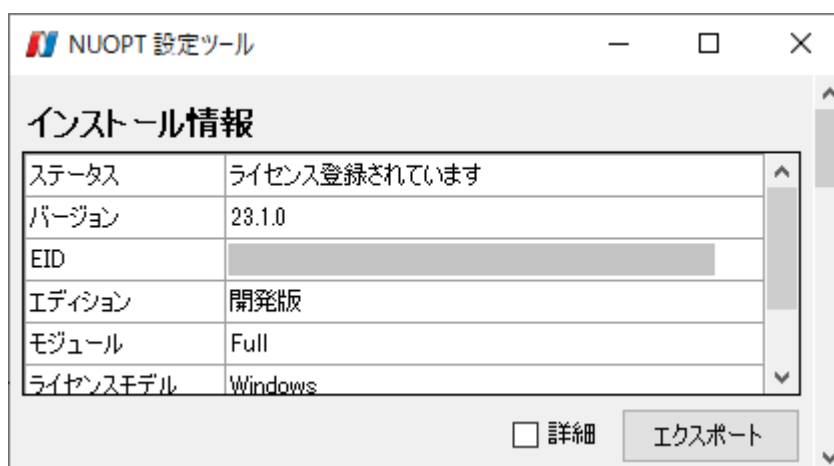 NUOPT 設定ツール
インストール情報
ステータス ライセンス登録されています
バージョン 23.1.0
EID
エディション 開発版
モジュール Full
ライセンスモデル Windows
詳細 エクスポート